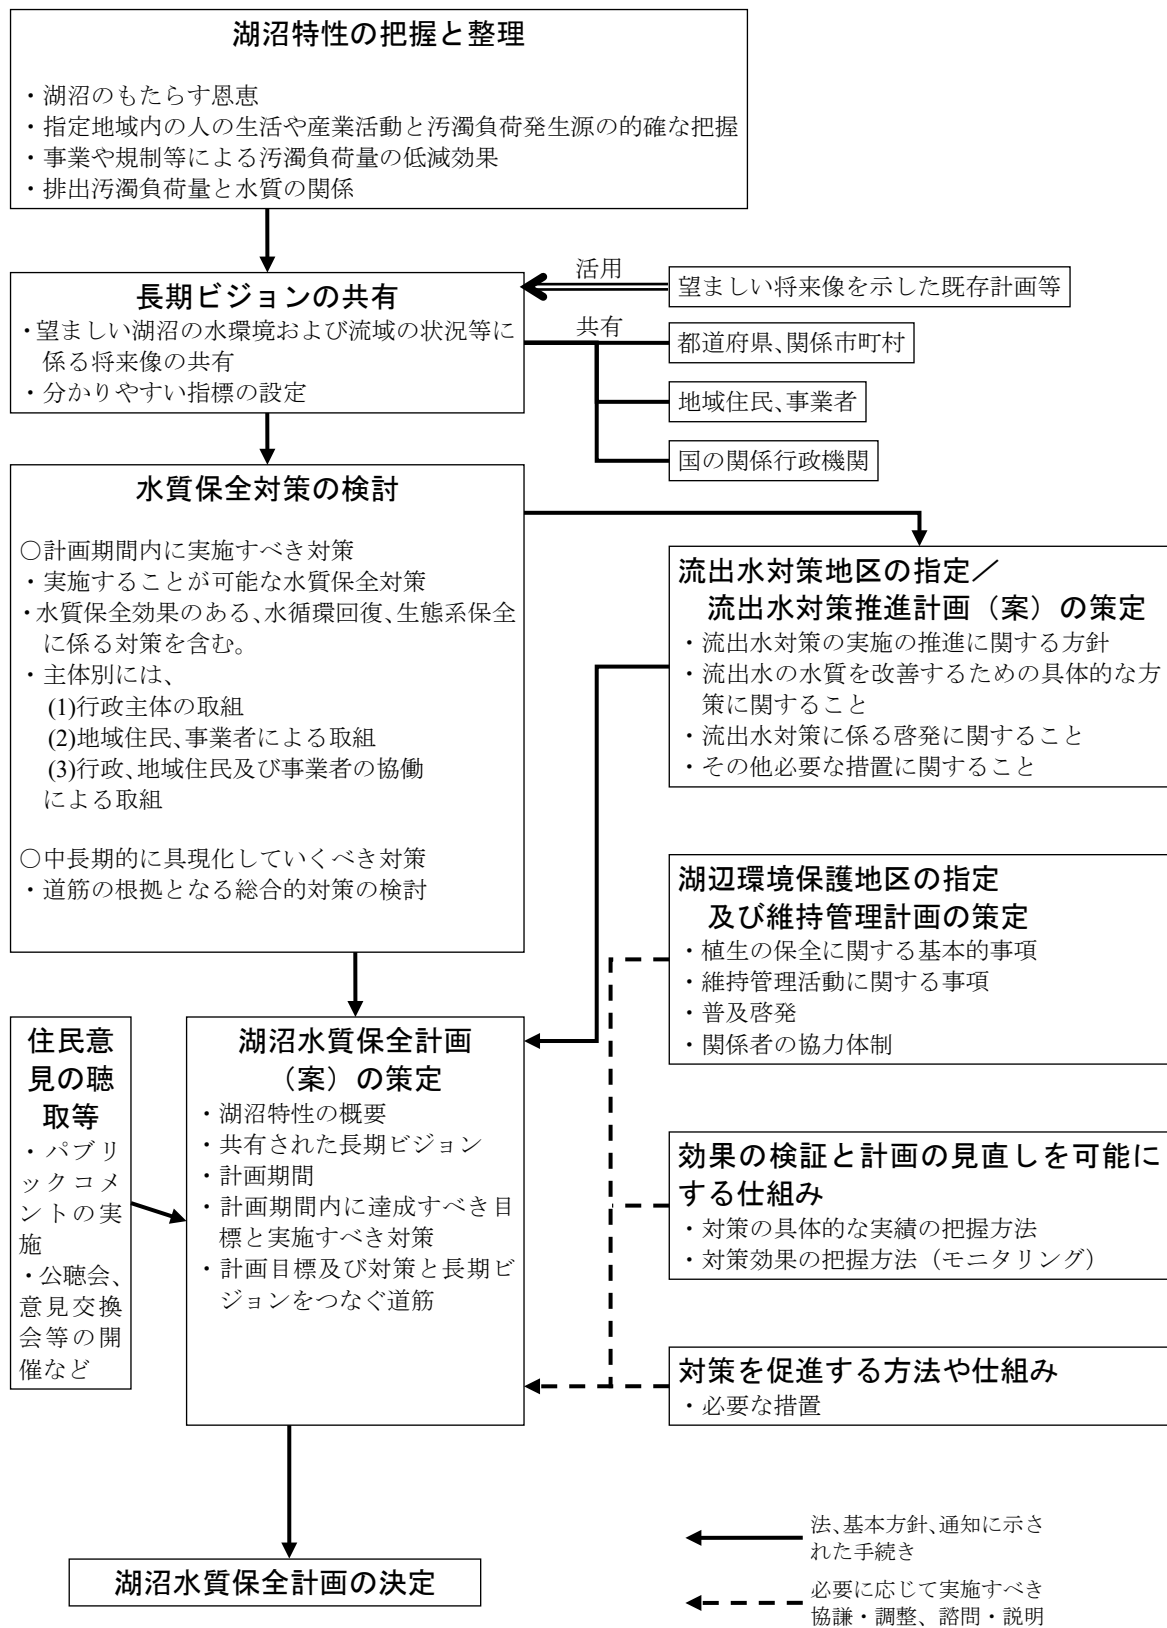 湖沼特性の把握と整理
・湖沼のもたらす恩恵
・指定地域内の人の生活や産業活動と汚濁負荷発生源の的確な把握
・事業や規制等による汚濁負荷量の低減効果
・排出汚濁負荷量と水質の関係
長期ビジョンの共有
・望ましい湖沼の水環境および流域の状況等に
係る将来像の共有
・分かりやすい指標の設定
活用
望ましい将来像を示した既存計画等
共有
都道府県、関係市町村
地域住民、事業者
国の関係行政機関
水質保全対策の検討
○計画期間内に実施すべき対策
・実施することが可能な水質保全対策
・水質保全効果のある、水循環回復、生態系保全
に係る対策を含む。
・主体別には、
(1)行政主体の取組
(2)地域住民、事業者による取組
(3)行政、地域住民及び事業者の協働
による取組
○中長期的に具現化していくべき対策
・道筋の根拠となる総合的対策の検討
流出水対策地区の指定／
流出水対策推進計画（案）の策定
・流出水対策の実施の推進に関する方針
・流出水の水質を改善するための具体的な方
策に関すること
・流出水対策に係る啓発に関すること
・その他必要な措置に関すること
湖辺環境保護地区の指定
及び維持管理計画の策定
・植生の保全に関する基本的事項
・維持管理活動に関する事項
・普及啓発
・関係者の協力体制
住民意
見の聴
取等
・パブリ
ックコメ
ントの実
施
・公聴会、
意見交換
会等の開
催など
湖沼水質保全計画
（案）の策定
・湖沼特性の概要
・共有された長期ビジョン
・計画期間
・計画期間内に達成すべき目
標と実施すべき対策
・計画目標及び対策と長期ビ
ジョンをつなぐ道筋
効果の検証と計画の見直しを可能に
する仕組み
・対策の具体的な実績の把握方法
・対策効果の把握方法（モニタリング）
対策を促進する方法や仕組み
・必要な措置
湖沼水質保全計画の決定
法、基本方針、通知に示さ
れた手続き
必要に応じて実施すべき
協謙・調整、諮問・説明